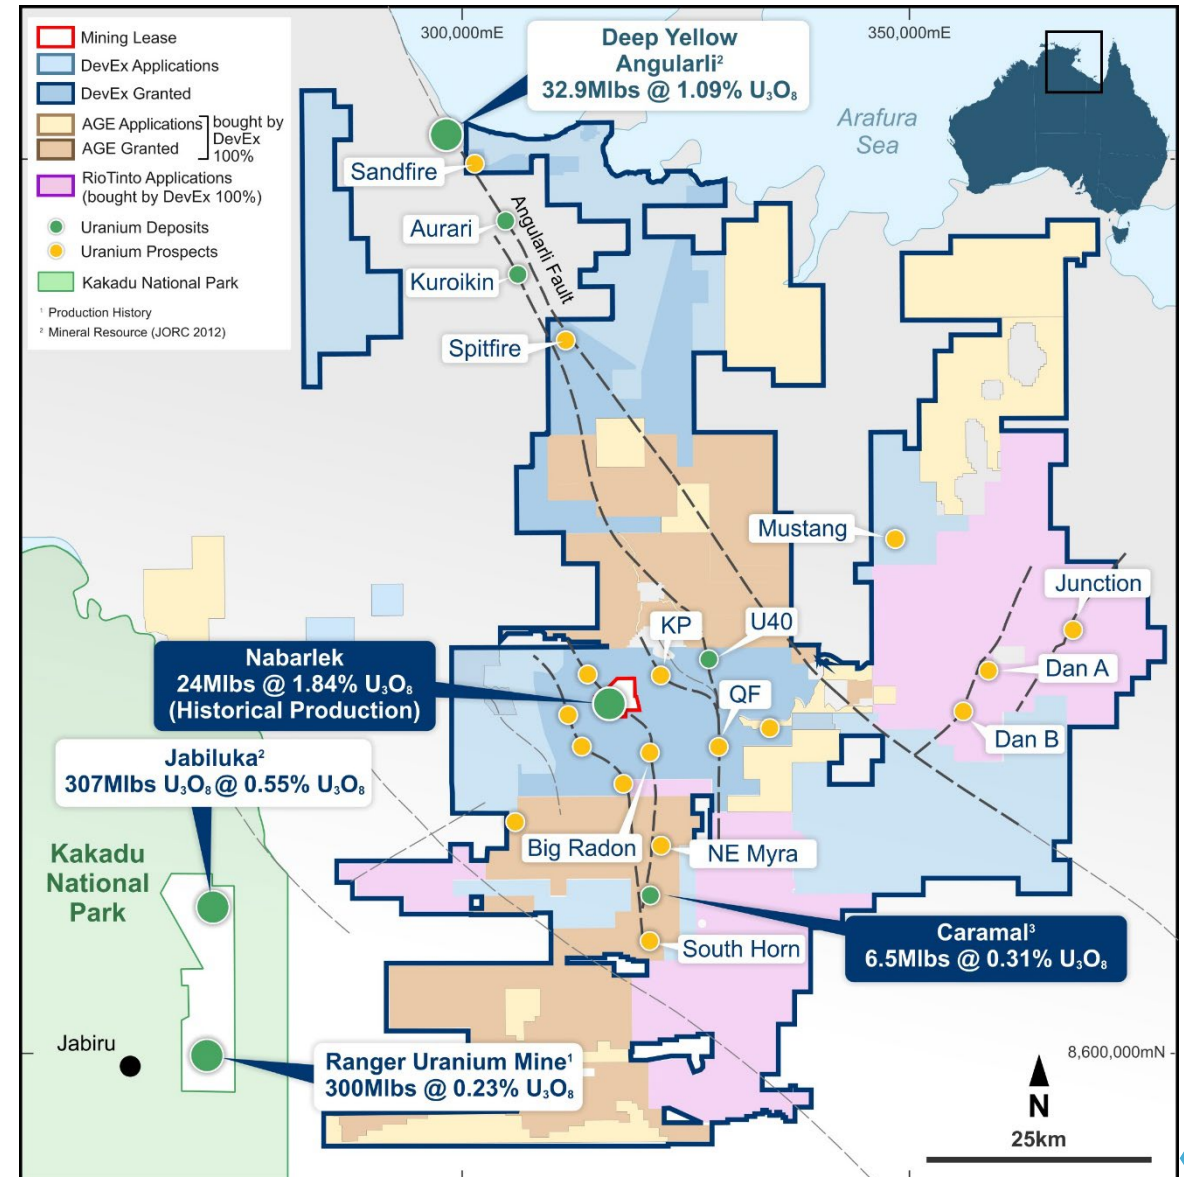 Mining Lease
DevEx Applications
DevEx Granted
AGE Applications
AGE Granted
bought by
DevEx
100%
RioTinto Applications
(bought by DevEx 100%)
Uranium Deposits
Uranium Prospects
Kakadu National Park
¹ Production History
² Mineral Resource (JORC 2012)
300,000mE
350,000mE
Deep Yellow
Angularli²
32.9Mlbs @ 1.09% U₃O₈
Arafura
Sea
Sandfire
Aurari
Angularli Fault
Kuroikin
Spitfire
Mustang
Junction
KP
U40
Dan A
Nabarlek
24Mlbs @ 1.84% U₃O₈
(Historical Production)
QF
Dan B
Jabiluka²
307Mlbs U₃O₈ @ 0.55% U₃O₈
Big Radon
NE Myra
Kakadu
National
Park
Caramal³
6.5Mlbs @ 0.31% U₃O₈
South Horn
Jabiru
Ranger Uranium Mine¹
300Mlbs @ 0.23% U₃O₈
8,600,000mN
N
25km